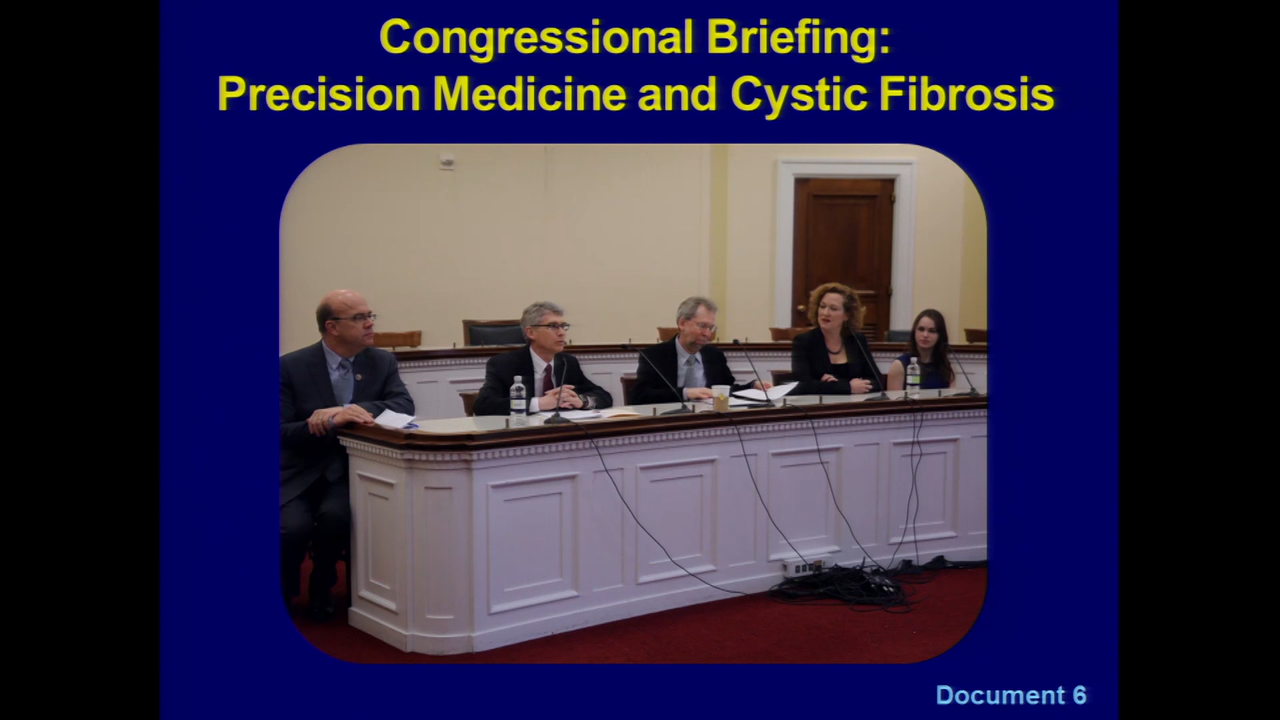 Congressional Briefing:
Precision Medicine and Cystic Fibrosis
Document 6